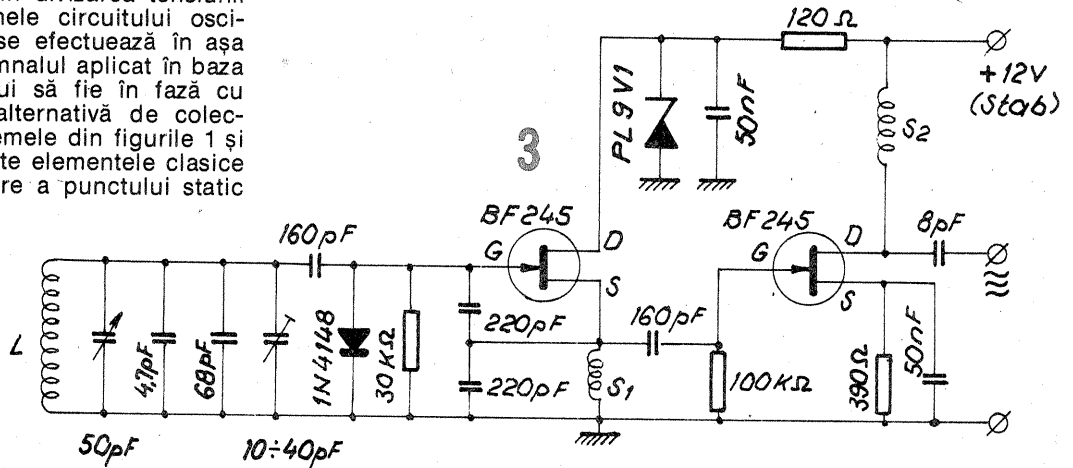 in divizarea tensiunii
nele circuitului osci-
se efectuează în așa
mnalul aplicat în baza
ui să fie în fază cu
alternativă de colec-
emele din figurile 1 și
te elementele clasice
re a punctului static
3
120 Ω
+12V
(Stab)
PL9V1
50nF
S2
BF245
G
D
S
BF245
G
D
S
8pF
160pF
160pF
L
50pF
4,7pF
68pF
10÷40pF
1N4148
30KΩ
220pF
220pF
S1
100KΩ
390Ω
50nF